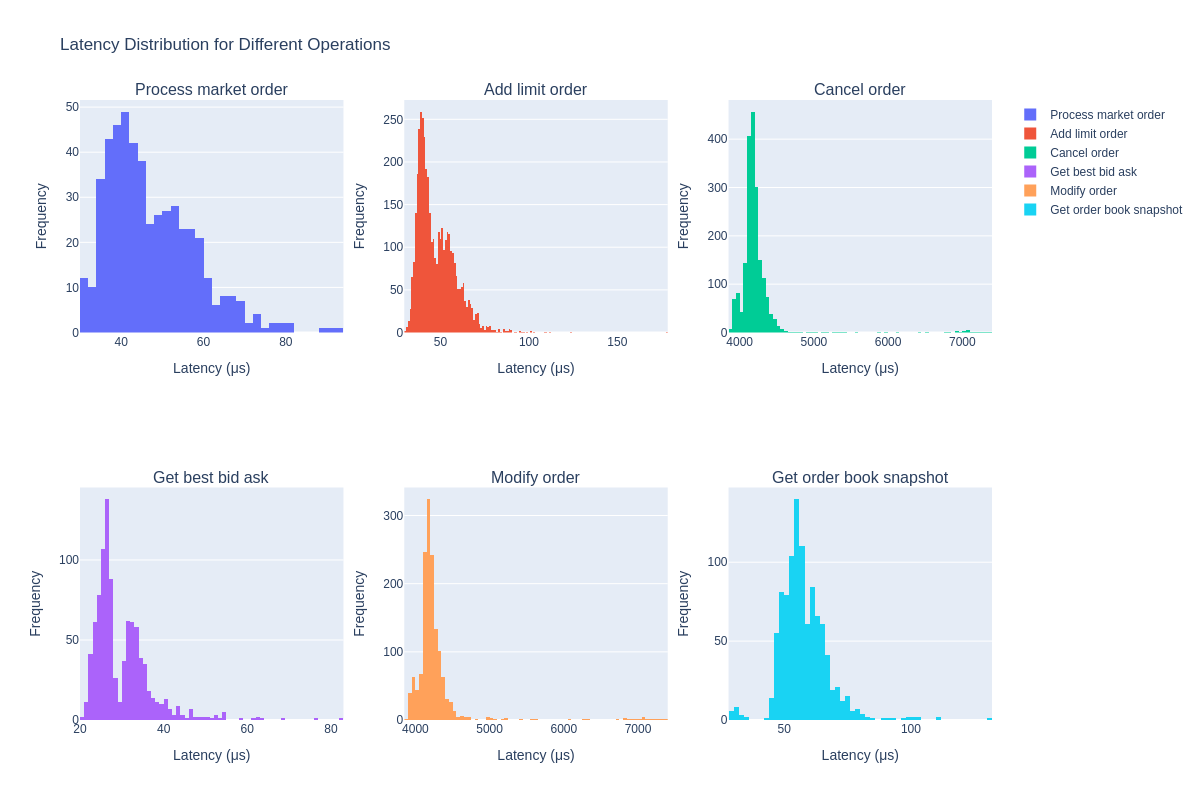 Latency Distribution for Different Operations
Process market order
Add limit order
Cancel order
50
40
30
20
10
0
Frequency
40
60
80
Latency (μs)
250
200
150
100
50
0
Frequency
50
100
150
Latency (μs)
400
300
200
100
0
Frequency
4000
5000
6000
7000
Latency (μs)
Process market order
Add limit order
Cancel order
Get best bid ask
Modify order
Get order book snapshot
Get best bid ask
Modify order
Get order book snapshot
100
50
0
Frequency
20
40
60
80
Latency (μs)
300
200
100
0
Frequency
4000
5000
6000
7000
Latency (μs)
100
50
0
Frequency
50
100
Latency (μs)